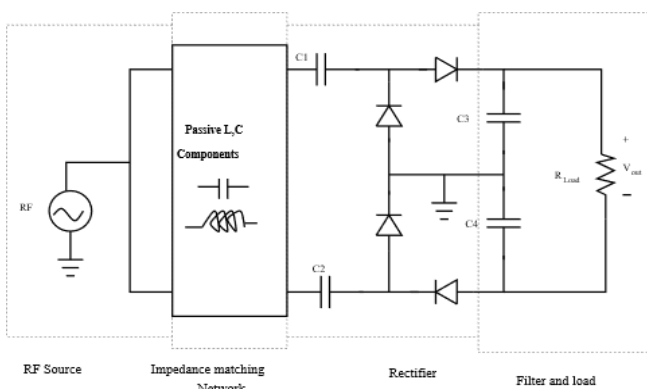 C1
Passive L,C
Components
C3
+
V out
−
R Load
RF
C4
C2
RF Source
Impedance matching
Network
Rectifier
Filter and load